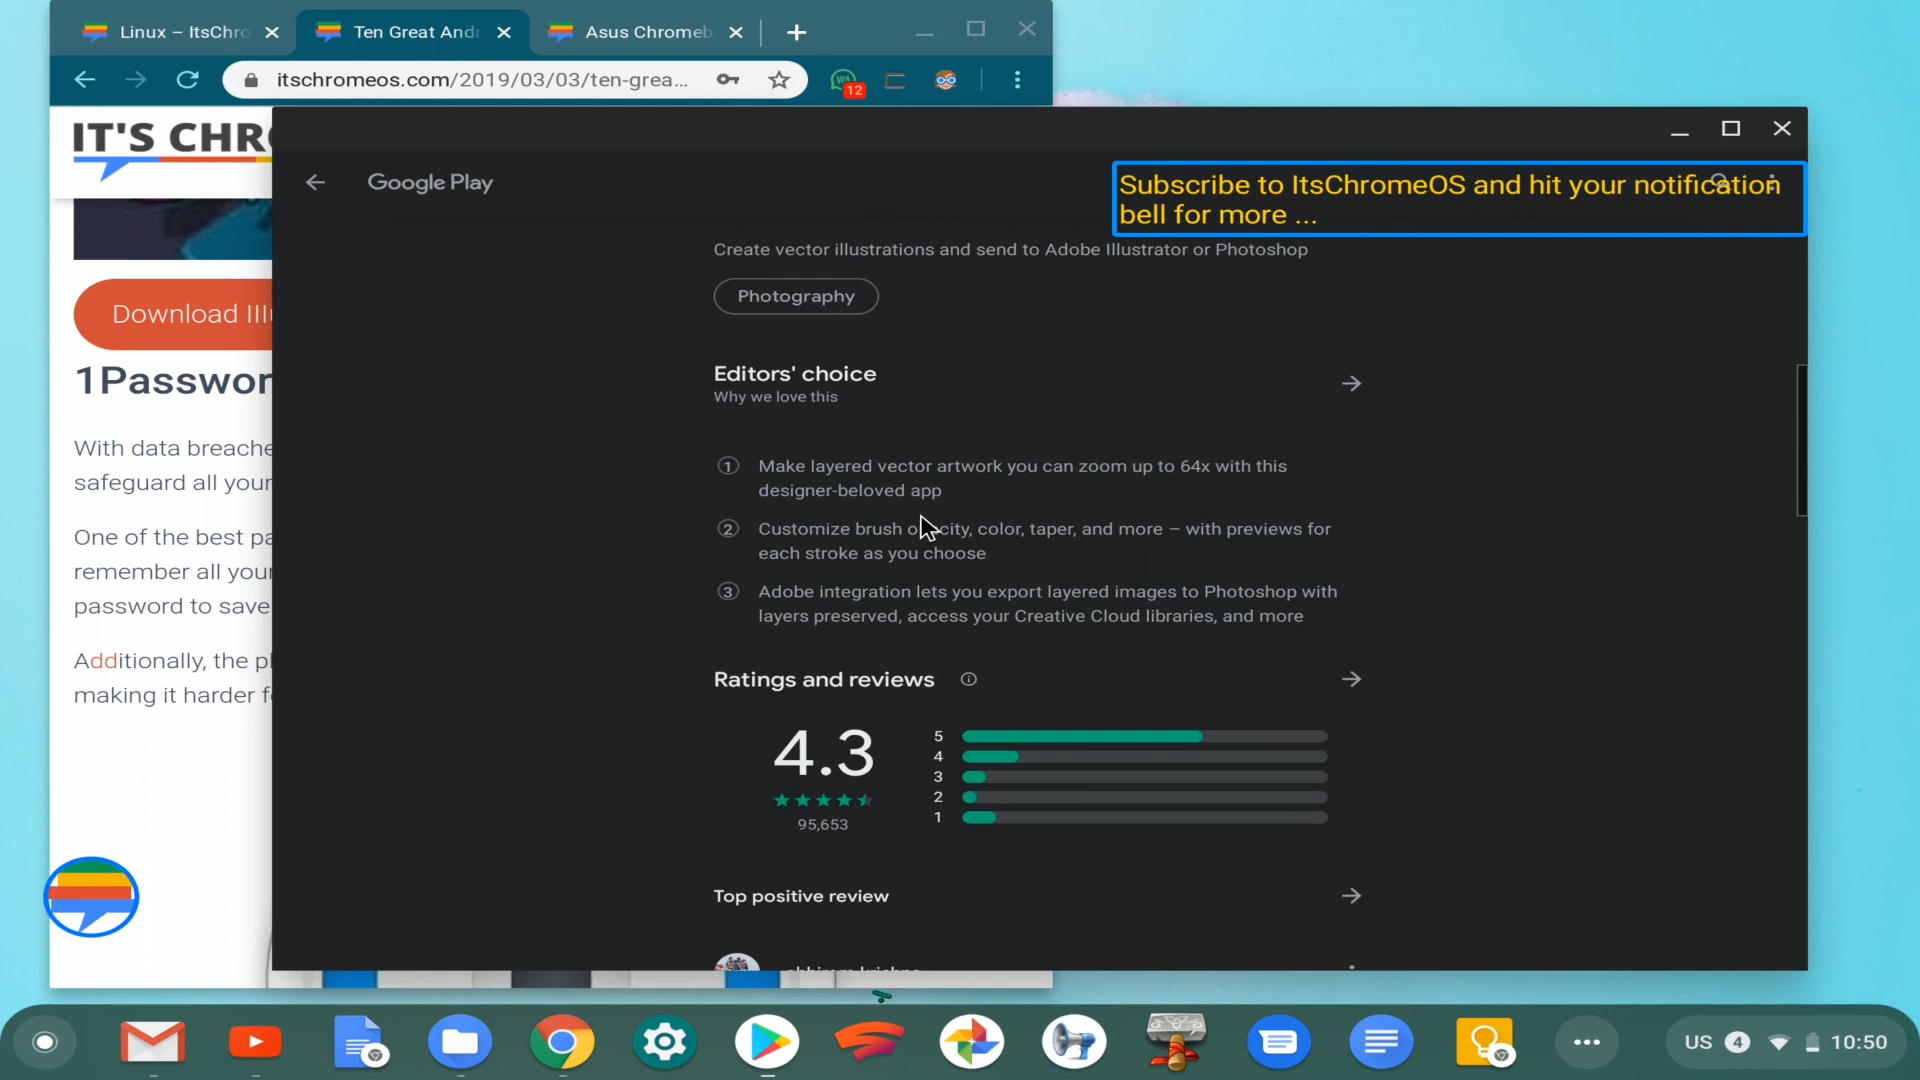 Linux – ItsChro
Ten Great Andr
Asus Chromeb
itschromeos.com/2019/03/03/ten-grea...
WA
12
IT'S CHR
Google Play
Subscribe to ItsChromeOS and hit your notification
bell for more ...
Create vector illustrations and send to Adobe Illustrator or Photoshop
Photography
Download Illu
1Passwor
With data breache
safeguard all your
One of the best pa
remember all your
password to save
Additionally, the pl
making it harder f
Editors' choice
Why we love this
1 Make layered vector artwork you can zoom up to 64x with this
designer-beloved app
2 Customize brush opacity, color, taper, and more – with previews for
each stroke as you choose
3 Adobe integration lets you export layered images to Photoshop with
layers preserved, access your Creative Cloud libraries, and more
Ratings and reviews
4.3
95,653
5
4
3
2
1
Top positive review
US 4 10:50